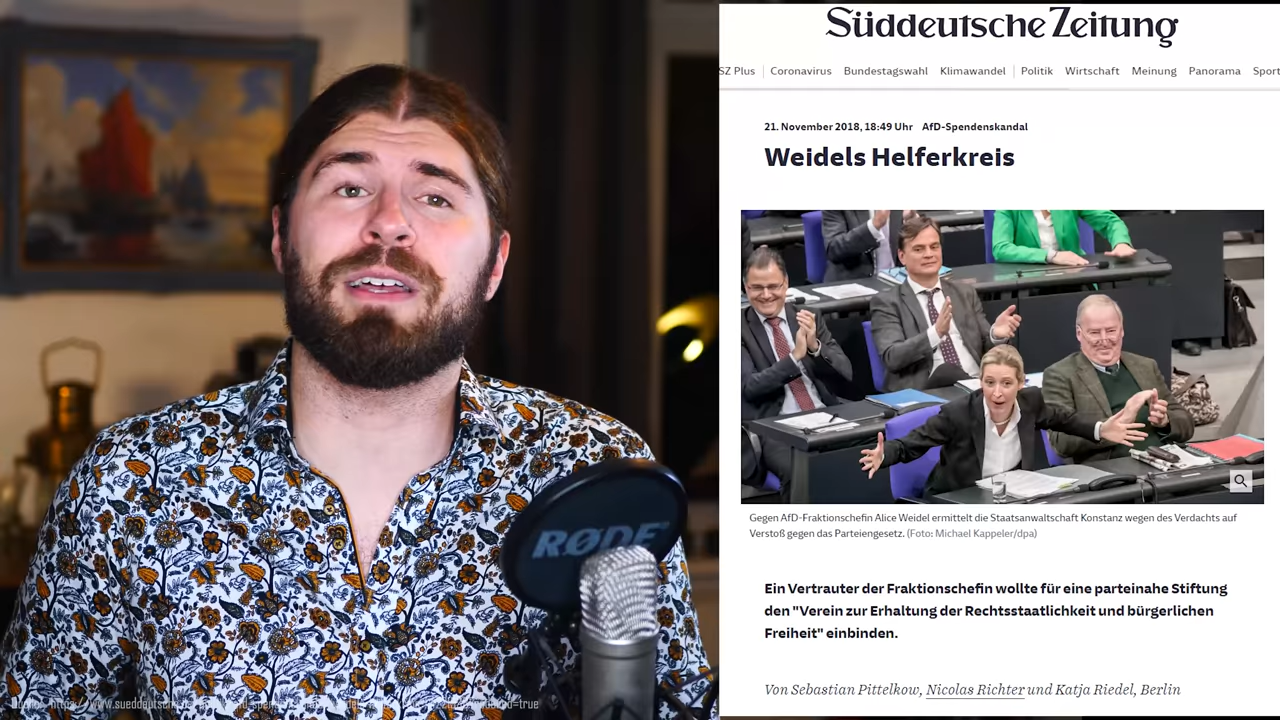 Süddeutsche Zeitung
SZ Plus Coronavirus Bundestagswahl Klimawandel Politik Wirtschaft Meinung Panorama Sport
21. November 2018, 18:49 Uhr AfD-Spendenskandal
Weidels Helferkreis
Gegen AfD-Fraktionschefin Alice Weidel ermittelt die Staatsanwaltschaft Konstanz wegen des Verdachts auf
Verstoß gegen das Parteiengesetz. (Foto: Michael Kappeler/dpa)
Ein Vertrauter der Fraktionschefin wollte für eine parteinahe Stiftung
den "Verein zur Erhaltung der Rechtsstaatlichkeit und bürgerlichen
Freiheit" einbinden.
Von Sebastian Pittelkow, Nicolas Richter und Katja Riedel, Berlin
RØDE